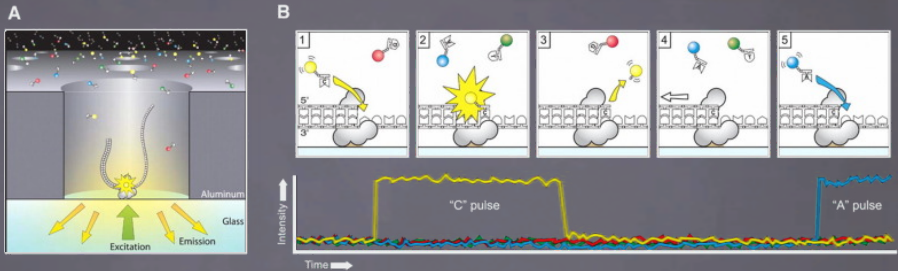 A
Aluminum
Glass
Excitation
Emission
B
1
2
3
4
5
5'
3'
Intensity
"C" pulse
"A" pulse
Time